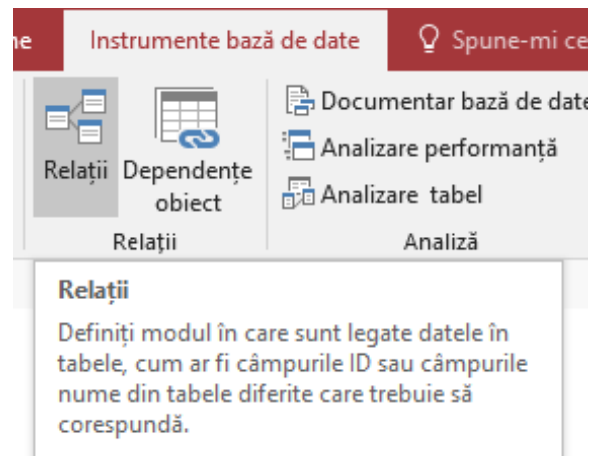 ne Instrumente bază de date Spune-mi ce
Relații
Dependențe
obiect
Documentar bază de date
Analizare performanță
Analizare tabel
Relații
Analiză
Relații
Definiți modul în care sunt legate datele în
tabele, cum ar fi câmpurile ID sau câmpurile
nume din tabele diferite care trebuie să
corespundă.